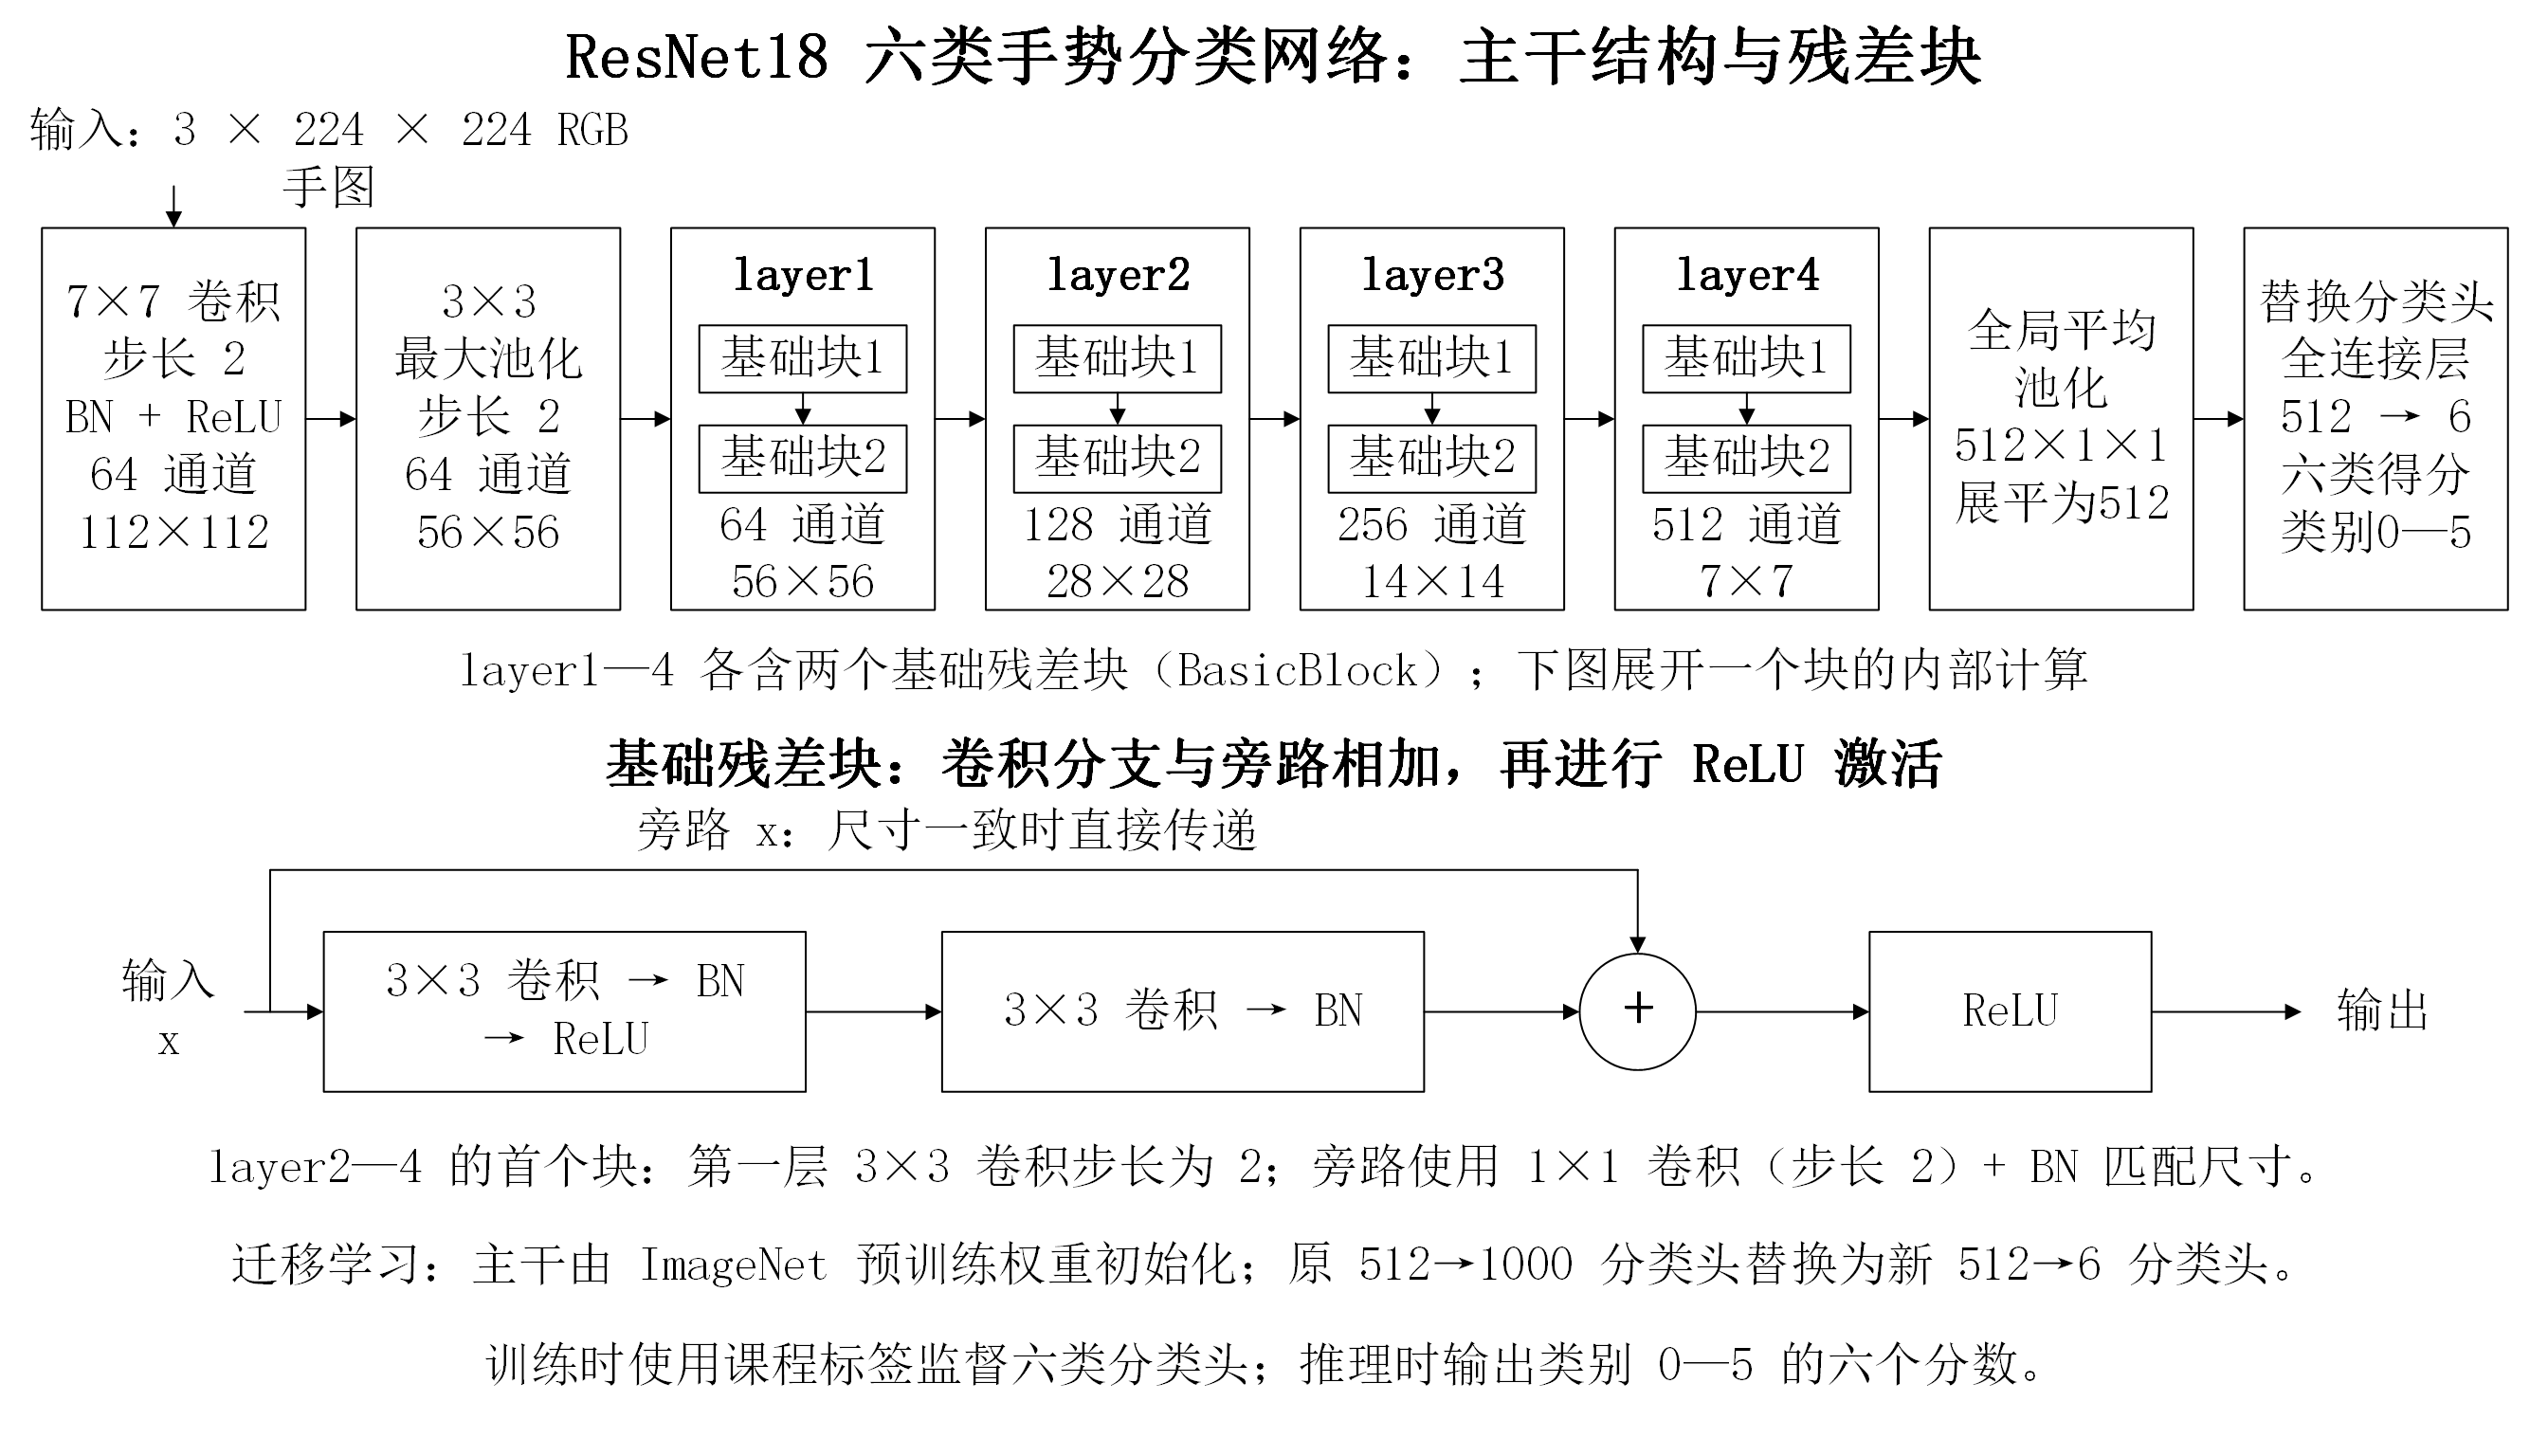 ResNet18 六类手势分类网络：主干结构与残差块
输入：3 × 224 × 224 RGB
手图
7×7 卷积
步长 2
BN + ReLU
64 通道
112×112
3×3
最大池化
步长 2
64 通道
56×56
layer1
基础块1
基础块2
64 通道
56×56
layer2
基础块1
基础块2
128 通道
28×28
layer3
基础块1
基础块2
256 通道
14×14
layer4
基础块1
基础块2
512 通道
7×7
全局平均
池化
512×1×1
展平为512
替换分类头
全连接层
512 → 6
六类得分
类别0—5
layer1—4 各含两个基础残差块（BasicBlock）；下图展开一个块的内部计算
基础残差块：卷积分支与旁路相加，再进行 ReLU 激活
旁路 x：尺寸一致时直接传递
输入
x
3×3 卷积 → BN
→ ReLU
3×3 卷积 → BN
+
ReLU
输出
layer2—4 的首个块：第一层 3×3 卷积步长为 2；旁路使用 1×1 卷积（步长 2）+ BN 匹配尺寸。
迁移学习：主干由 ImageNet 预训练权重初始化；原 512→1000 分类头替换为新 512→6 分类头。
训练时使用课程标签监督六类分类头；推理时输出类别 0—5 的六个分数。